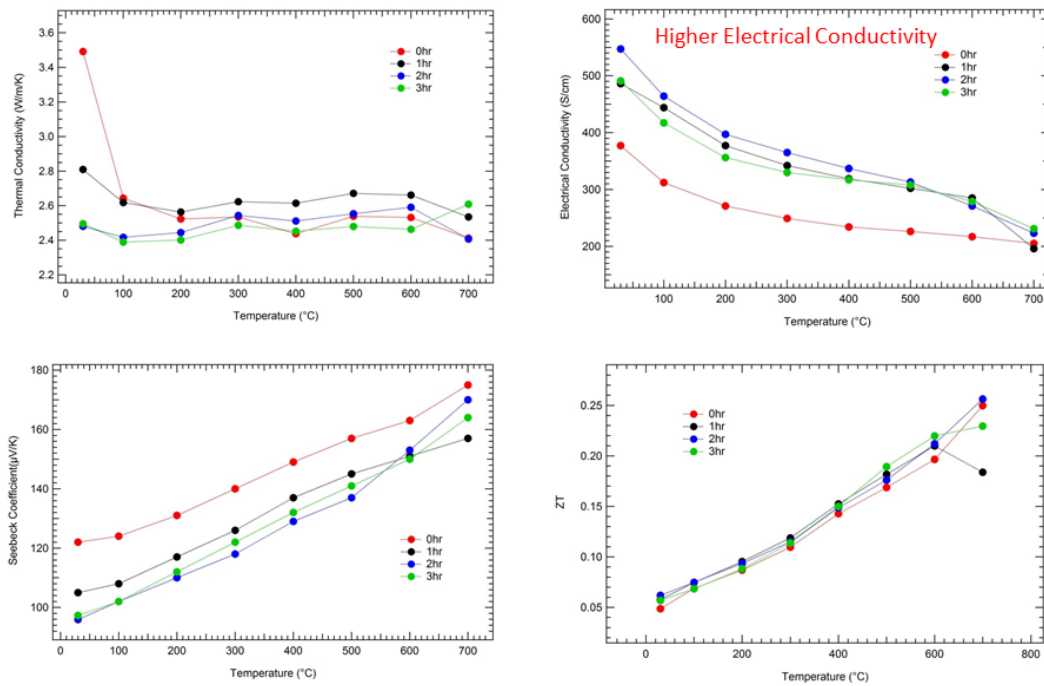 3.6
3.4
3.2
3.0
2.8
2.6
2.4
2.2
Thermal Conductivity (W/m/K)
0hr
1hr
2hr
3hr
0 100 200 300 400 500 600 700
Temperature (°C)
Higher Electrical Conductivity
600
500
400
300
200
Electrical Conductivity (S/cm)
0hr
1hr
2hr
3hr
100 200 300 400 500 600 700
Temperature (°C)
180
160
140
120
100
Seebeck Coefficient(µV/K)
0hr
1hr
2hr
3hr
0 100 200 300 400 500 600 700
Temperature (°C)
0.25
0.20
0.15
0.10
0.05
ZT
0hr
1hr
2hr
3hr
0 200 400 600 800
Temperature (°C)